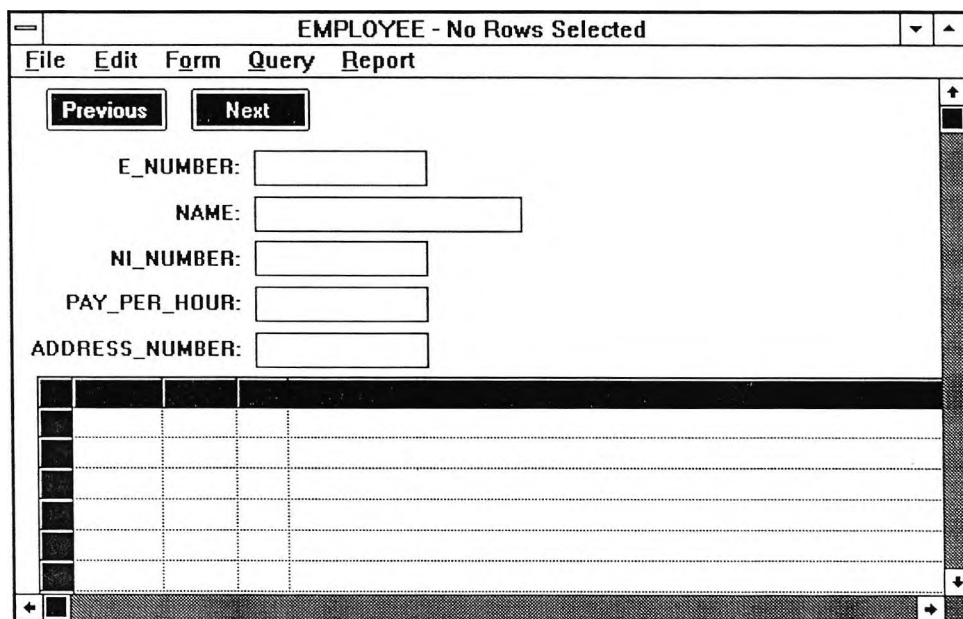 EMPLOYEE - No Rows Selected
File Edit Form Query Report
Previous Next
E_NUMBER:
NAME:
NI_NUMBER:
PAY_PER_HOUR:
ADDRESS_NUMBER: